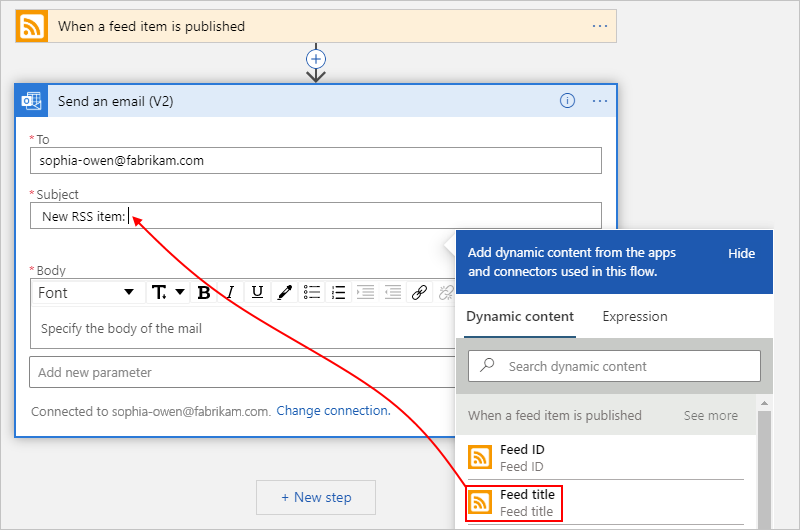 When a feed item is published
Send an email (V2)
* To
sophia-owen@fabrikam.com
* Subject
New RSS item:
* Body
Font
B I U
Specify the body of the mail
Add new parameter
Connected to sophia-owen@fabrikam.com. Change connection.
+ New step
Add dynamic content from the apps
and connectors used in this flow.
Hide
Dynamic content Expression
Search dynamic content
When a feed item is published See more
Feed ID
Feed ID
Feed title
Feed title